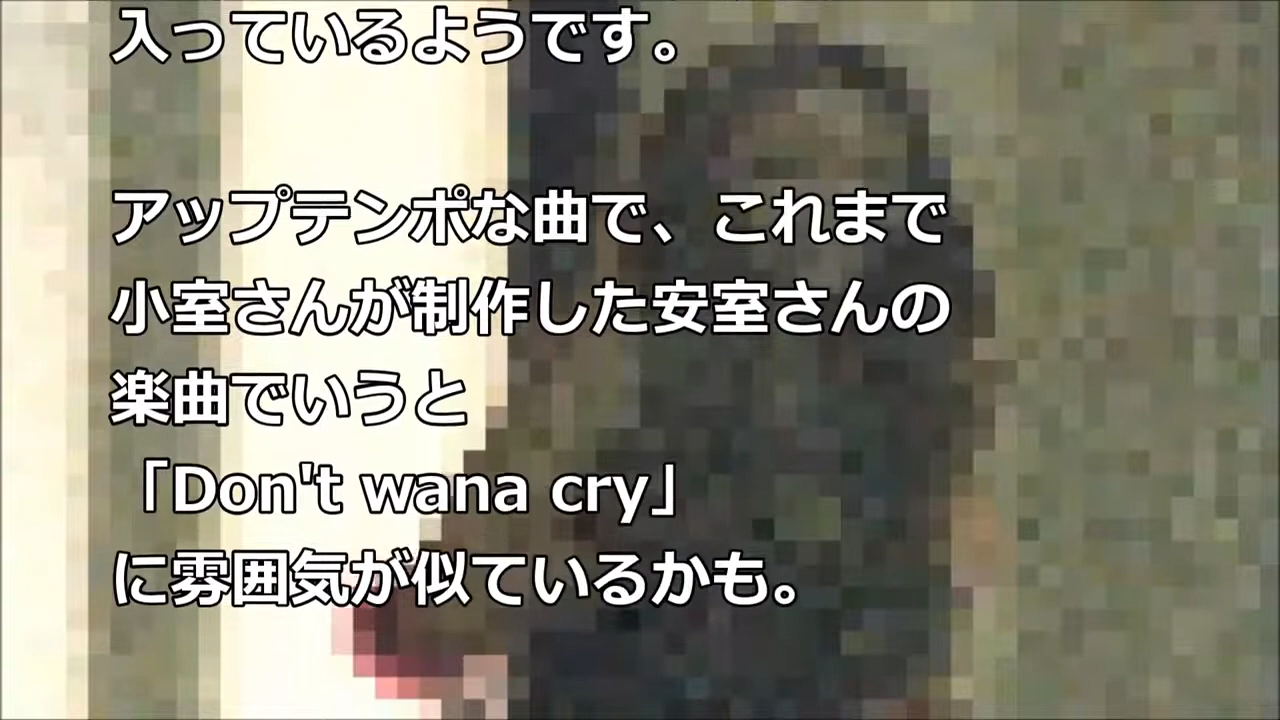 入っているようです。
アップテンポな曲で、これまで
小室さんが制作した安室さんの
楽曲でいうと
「Don't wana cry」
に雰囲気が似ているかも。